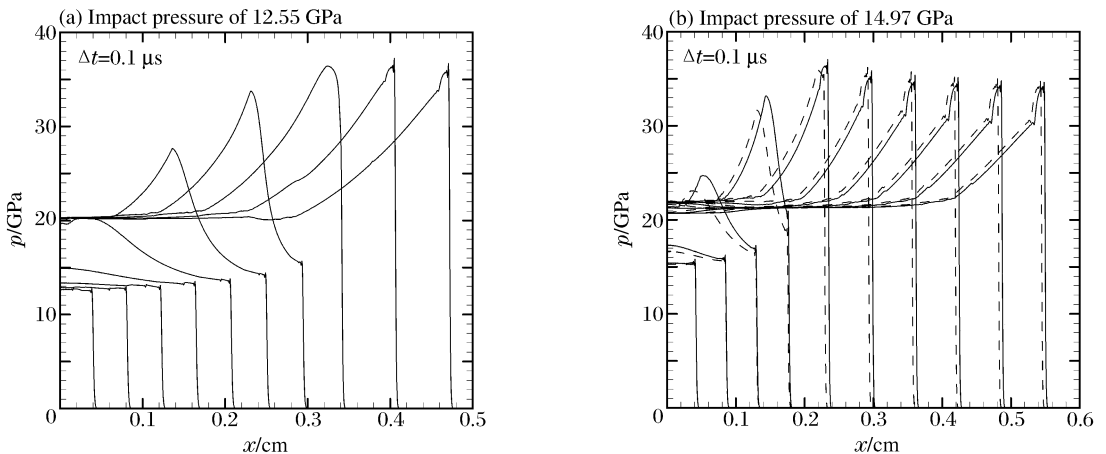 (a) Impact pressure of 12.55 GPa
Δt=0.1 μs
40
30
20
10
0
p/GPa
0.1 0.2 0.3 0.4 0.5
x/cm
(b) Impact pressure of 14.97 GPa
Δt=0.1 μs
40
30
20
10
0
p/GPa
0.1 0.2 0.3 0.4 0.5 0.6
x/cm